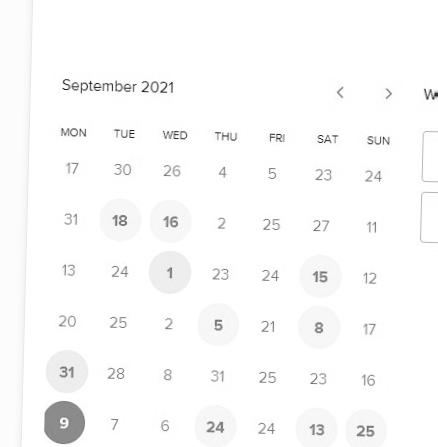 September 2021 < >
MON TUE WED THU FRI SAT SUN
17 30 26 4 5 23 24
31 18 16 2 25 27 11
13 24 1 23 24 15 12
20 25 2 5 21 8 17
31 28 8 31 25 23 16
9 7 6 24 24 13 25